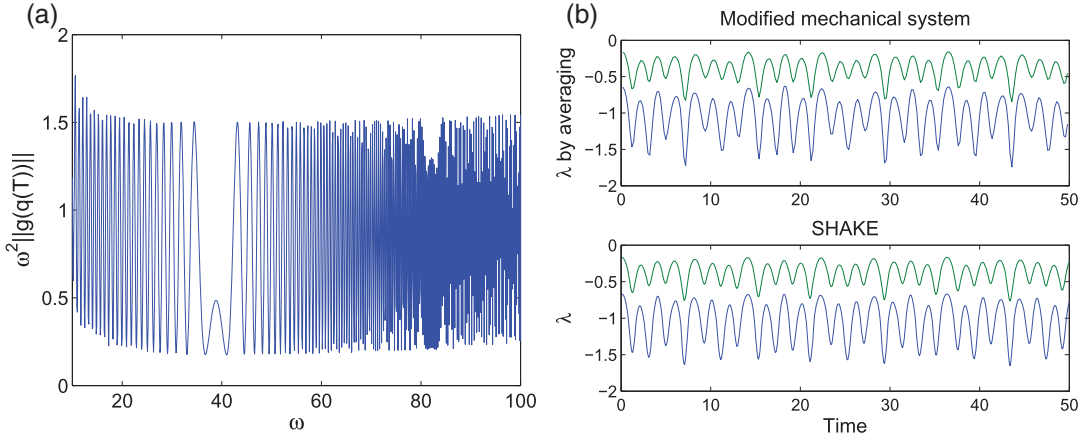 (a)
2
1.5
1
0.5
0
20 40 60 80 100
ω
ω²||g(q(T))||
(b)
Modified mechanical system
0
−0.5
−1
−1.5
−2
0 10 20 30 40 50
λ by averaging
SHAKE
0
−0.5
−1
−1.5
−2
0 10 20 30 40 50
λ
Time